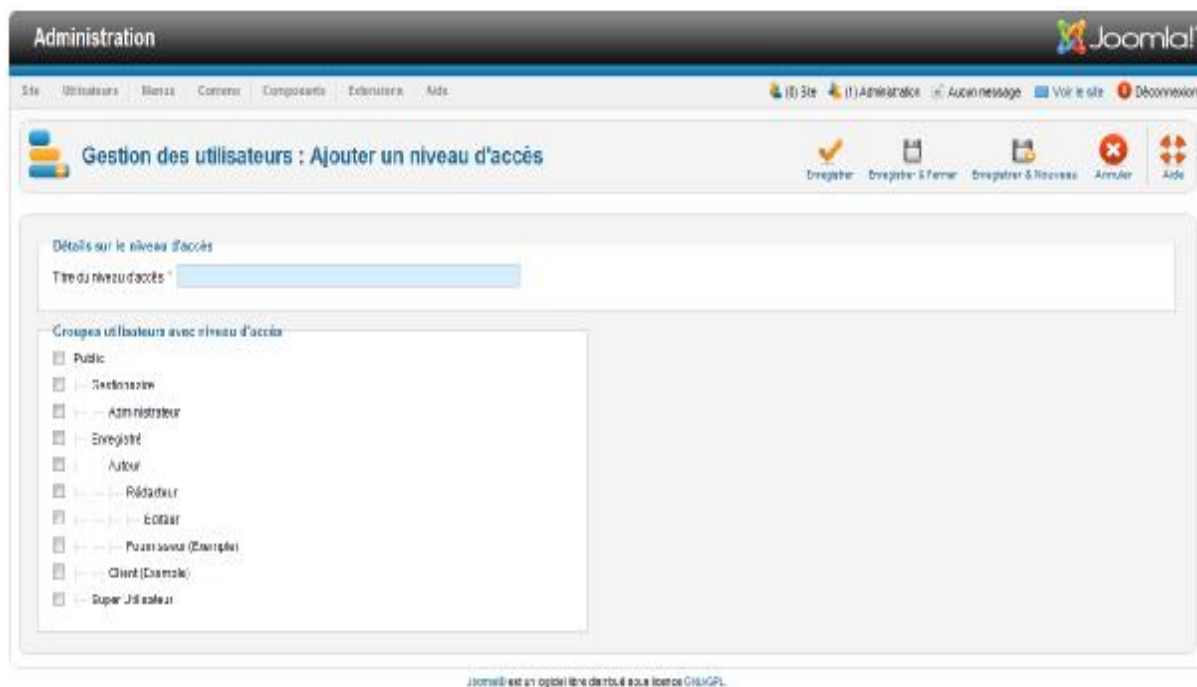 Administration
Joomla!
Site Utilisateurs Menus Contenu Composants Extensions Aide
(0) Site (1) Administration Aucun message Voir le site Déconnexion
Gestion des utilisateurs : Ajouter un niveau d'accès
Enregistrer Enregistrer & Fermer Enregistrer & Nouveau Annuler Aide
Détails sur le niveau d'accès
Titre du niveau d'accès *
Groupes utilisateurs avec niveau d'accès
Public
Gestionnaire
Administrateur
Enregistré
Auteur
Rédacteur
Editeur
Fournisseur (Exemple)
Client (Exemple)
Super Utilisateur
Joomla!® est un logiciel libre distribué sous licence GNU/GPL.